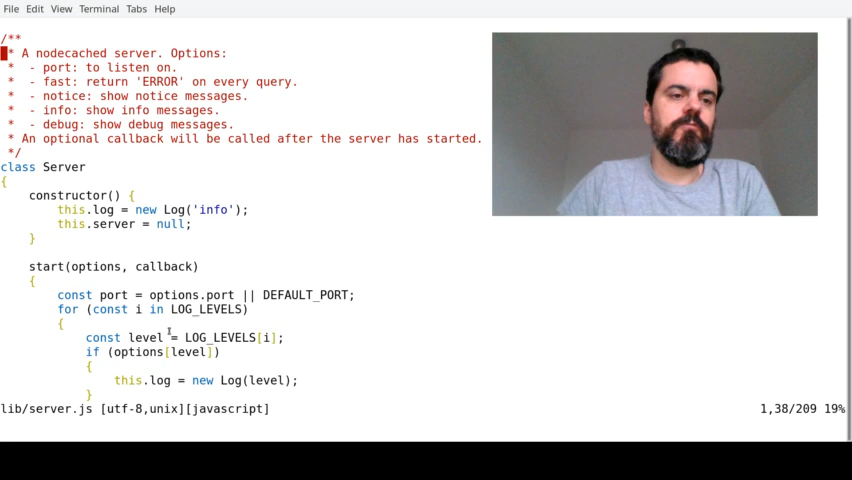 File Edit View Terminal Tabs Help
/**
* A nodecached server. Options:
*  - port: to listen on.
*  - fast: return 'ERROR' on every query.
*  - notice: show notice messages.
*  - info: show info messages.
*  - debug: show debug messages.
* An optional callback will be called after the server has started.
*/
class Server
{
    constructor() {
        this.log = new Log('info');
        this.server = null;
    }
    start(options, callback)
    {
        const port = options.port || DEFAULT_PORT;
        for (const i in LOG_LEVELS)
        {
            const level = LOG_LEVELS[i];
            if (options[level])
            {
                this.log = new Log(level);
            }
lib/server.js [utf-8,unix][javascript] 1,38/209 19%